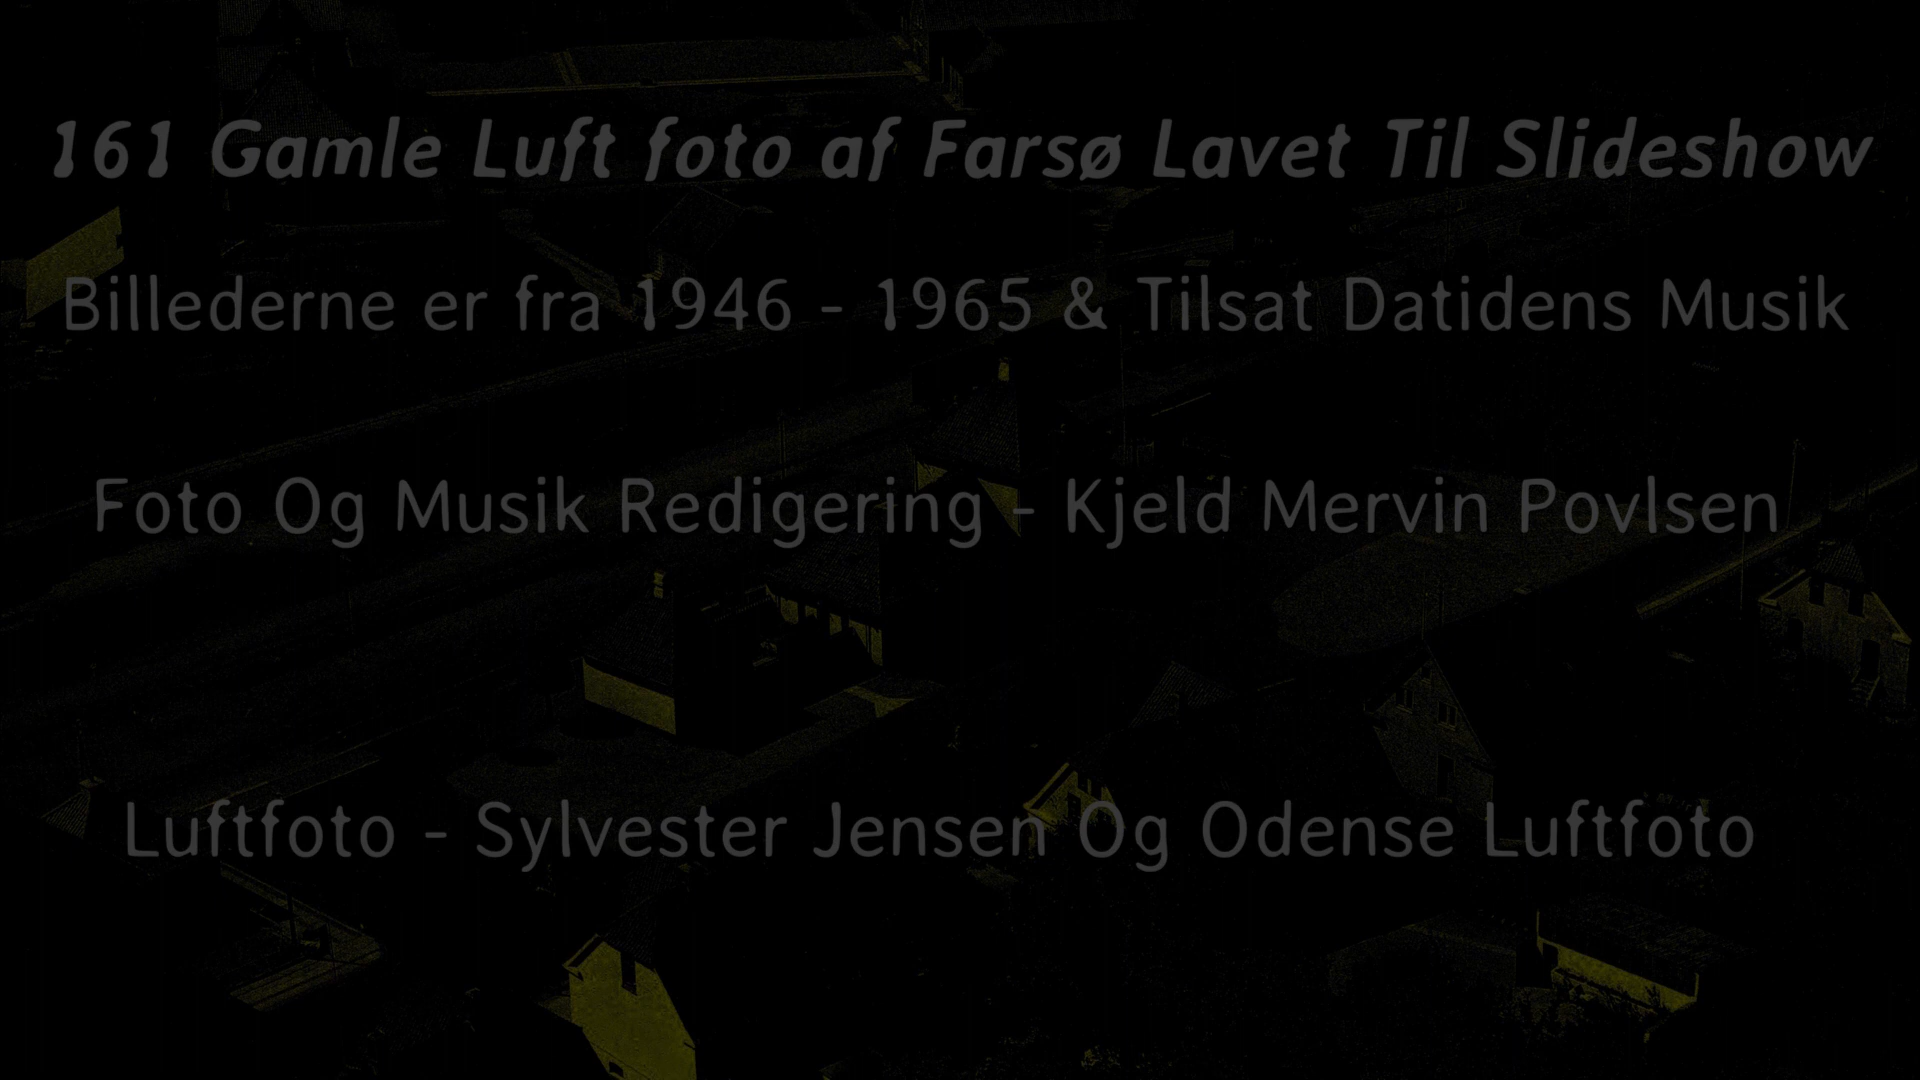 161 Gamle Luft foto af Farsø Lavet Til Slideshow
Billederne er fra 1946 - 1965 & Tilsat Datidens Musik
Foto Og Musik Redigering - Kjeld Mervin Povlsen
Luftfoto - Sylvester Jensen Og Odense Luftfoto